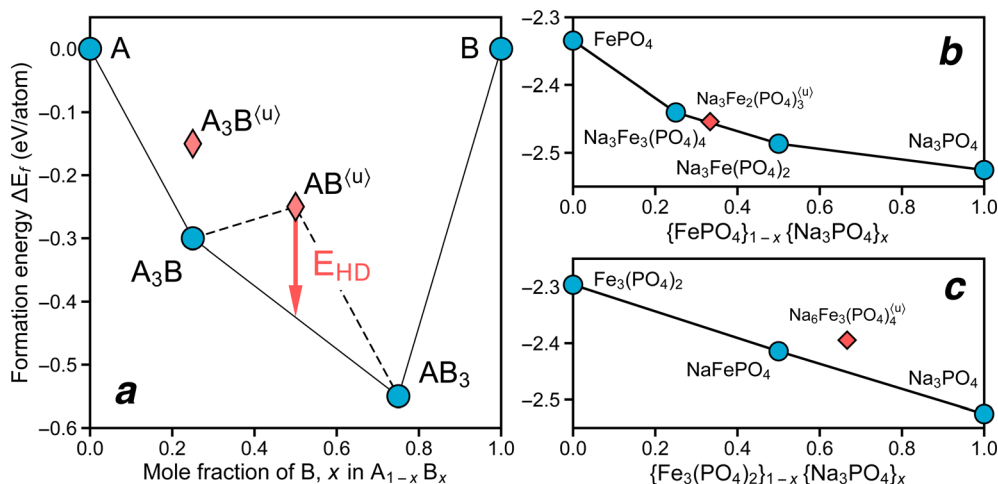 Formation energy ΔE_f (eV/atom)
0.0
−0.1
−0.2
−0.3
−0.4
−0.5
−0.6
A
B
A₃B⟨ᵘ⟩
AB⟨ᵘ⟩
A₃B
E_HD
AB₃
a
0.0 0.2 0.4 0.6 0.8 1.0
Mole fraction of B, x in A₁₋ₓBₓ
−2.3
−2.4
−2.5
FePO₄
b
Na₃Fe₂(PO₄)₃⟨ᵘ⟩
Na₃Fe₃(PO₄)₄
Na₃Fe(PO₄)₂
Na₃PO₄
0.0 0.2 0.4 0.6 0.8 1.0
{FePO₄}₁₋ₓ{Na₃PO₄}ₓ
−2.3
−2.4
−2.5
Fe₃(PO₄)₂
c
Na₆Fe₃(PO₄)₄⟨ᵘ⟩
NaFePO₄
Na₃PO₄
0.0 0.2 0.4 0.6 0.8 1.0
{Fe₃(PO₄)₂}₁₋ₓ{Na₃PO₄}ₓ